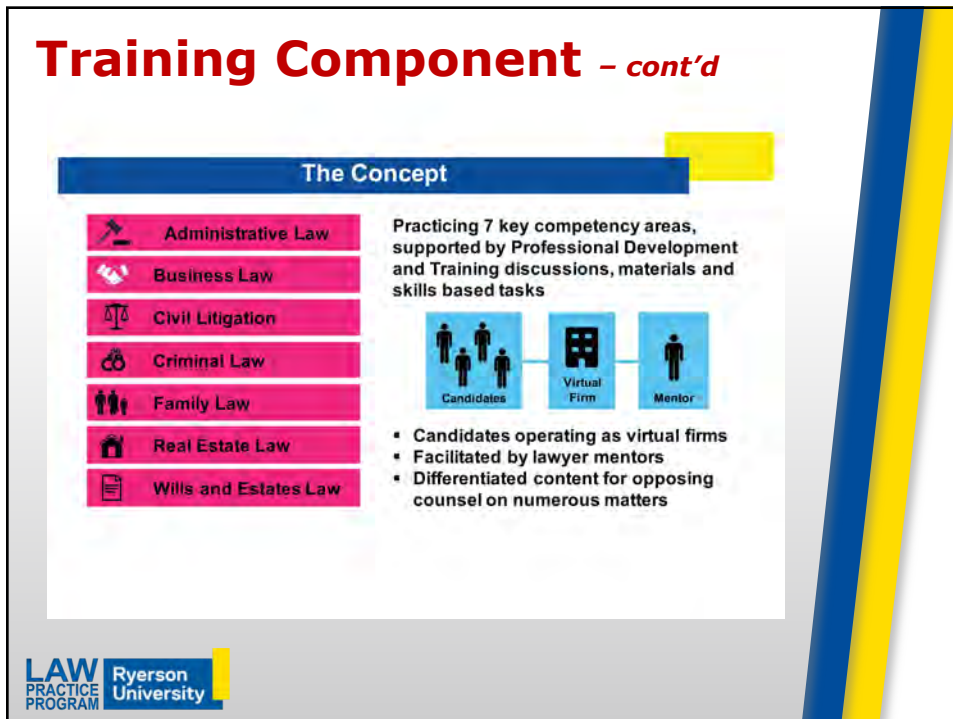 Training Component – cont’d
The Concept
Administrative Law
Business Law
Civil Litigation
Criminal Law
Family Law
Real Estate Law
Wills and Estates Law
Practicing 7 key competency areas,
supported by Professional Development
and Training discussions, materials and
skills based tasks
Candidates
Virtual
Firm
Mentor
▪ Candidates operating as virtual firms
▪ Facilitated by lawyer mentors
▪ Differentiated content for opposing
counsel on numerous matters
LAW
PRACTICE
PROGRAM
Ryerson
University